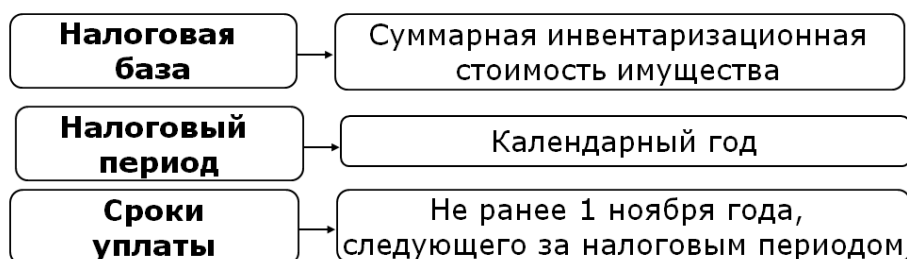 Налоговая
база
Суммарная инвентаризационная
стоимость имущества
Налоговый
период
Календарный год
Сроки
уплаты
Не ранее 1 ноября года,
следующего за налоговым периодом